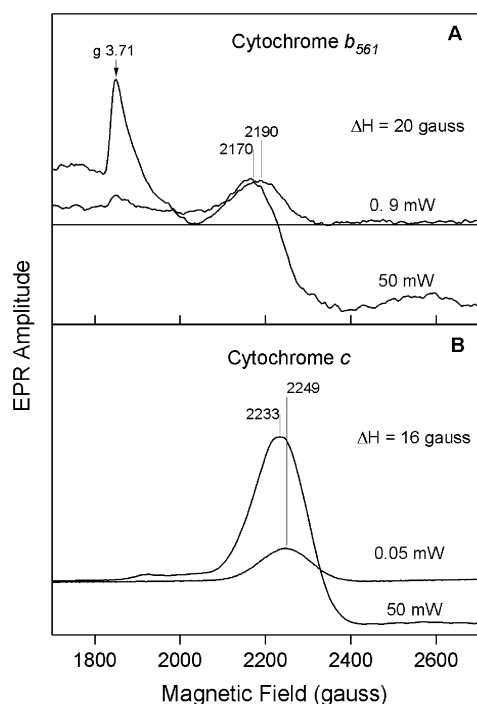 A
Cytochrome b561
g 3.71
ΔH = 20 gauss
2190
2170
0. 9 mW
50 mW
B
Cytochrome c
2249
2233
ΔH = 16 gauss
0.05 mW
50 mW
EPR Amplitude
1800 2000 2200 2400 2600
Magnetic Field (gauss)